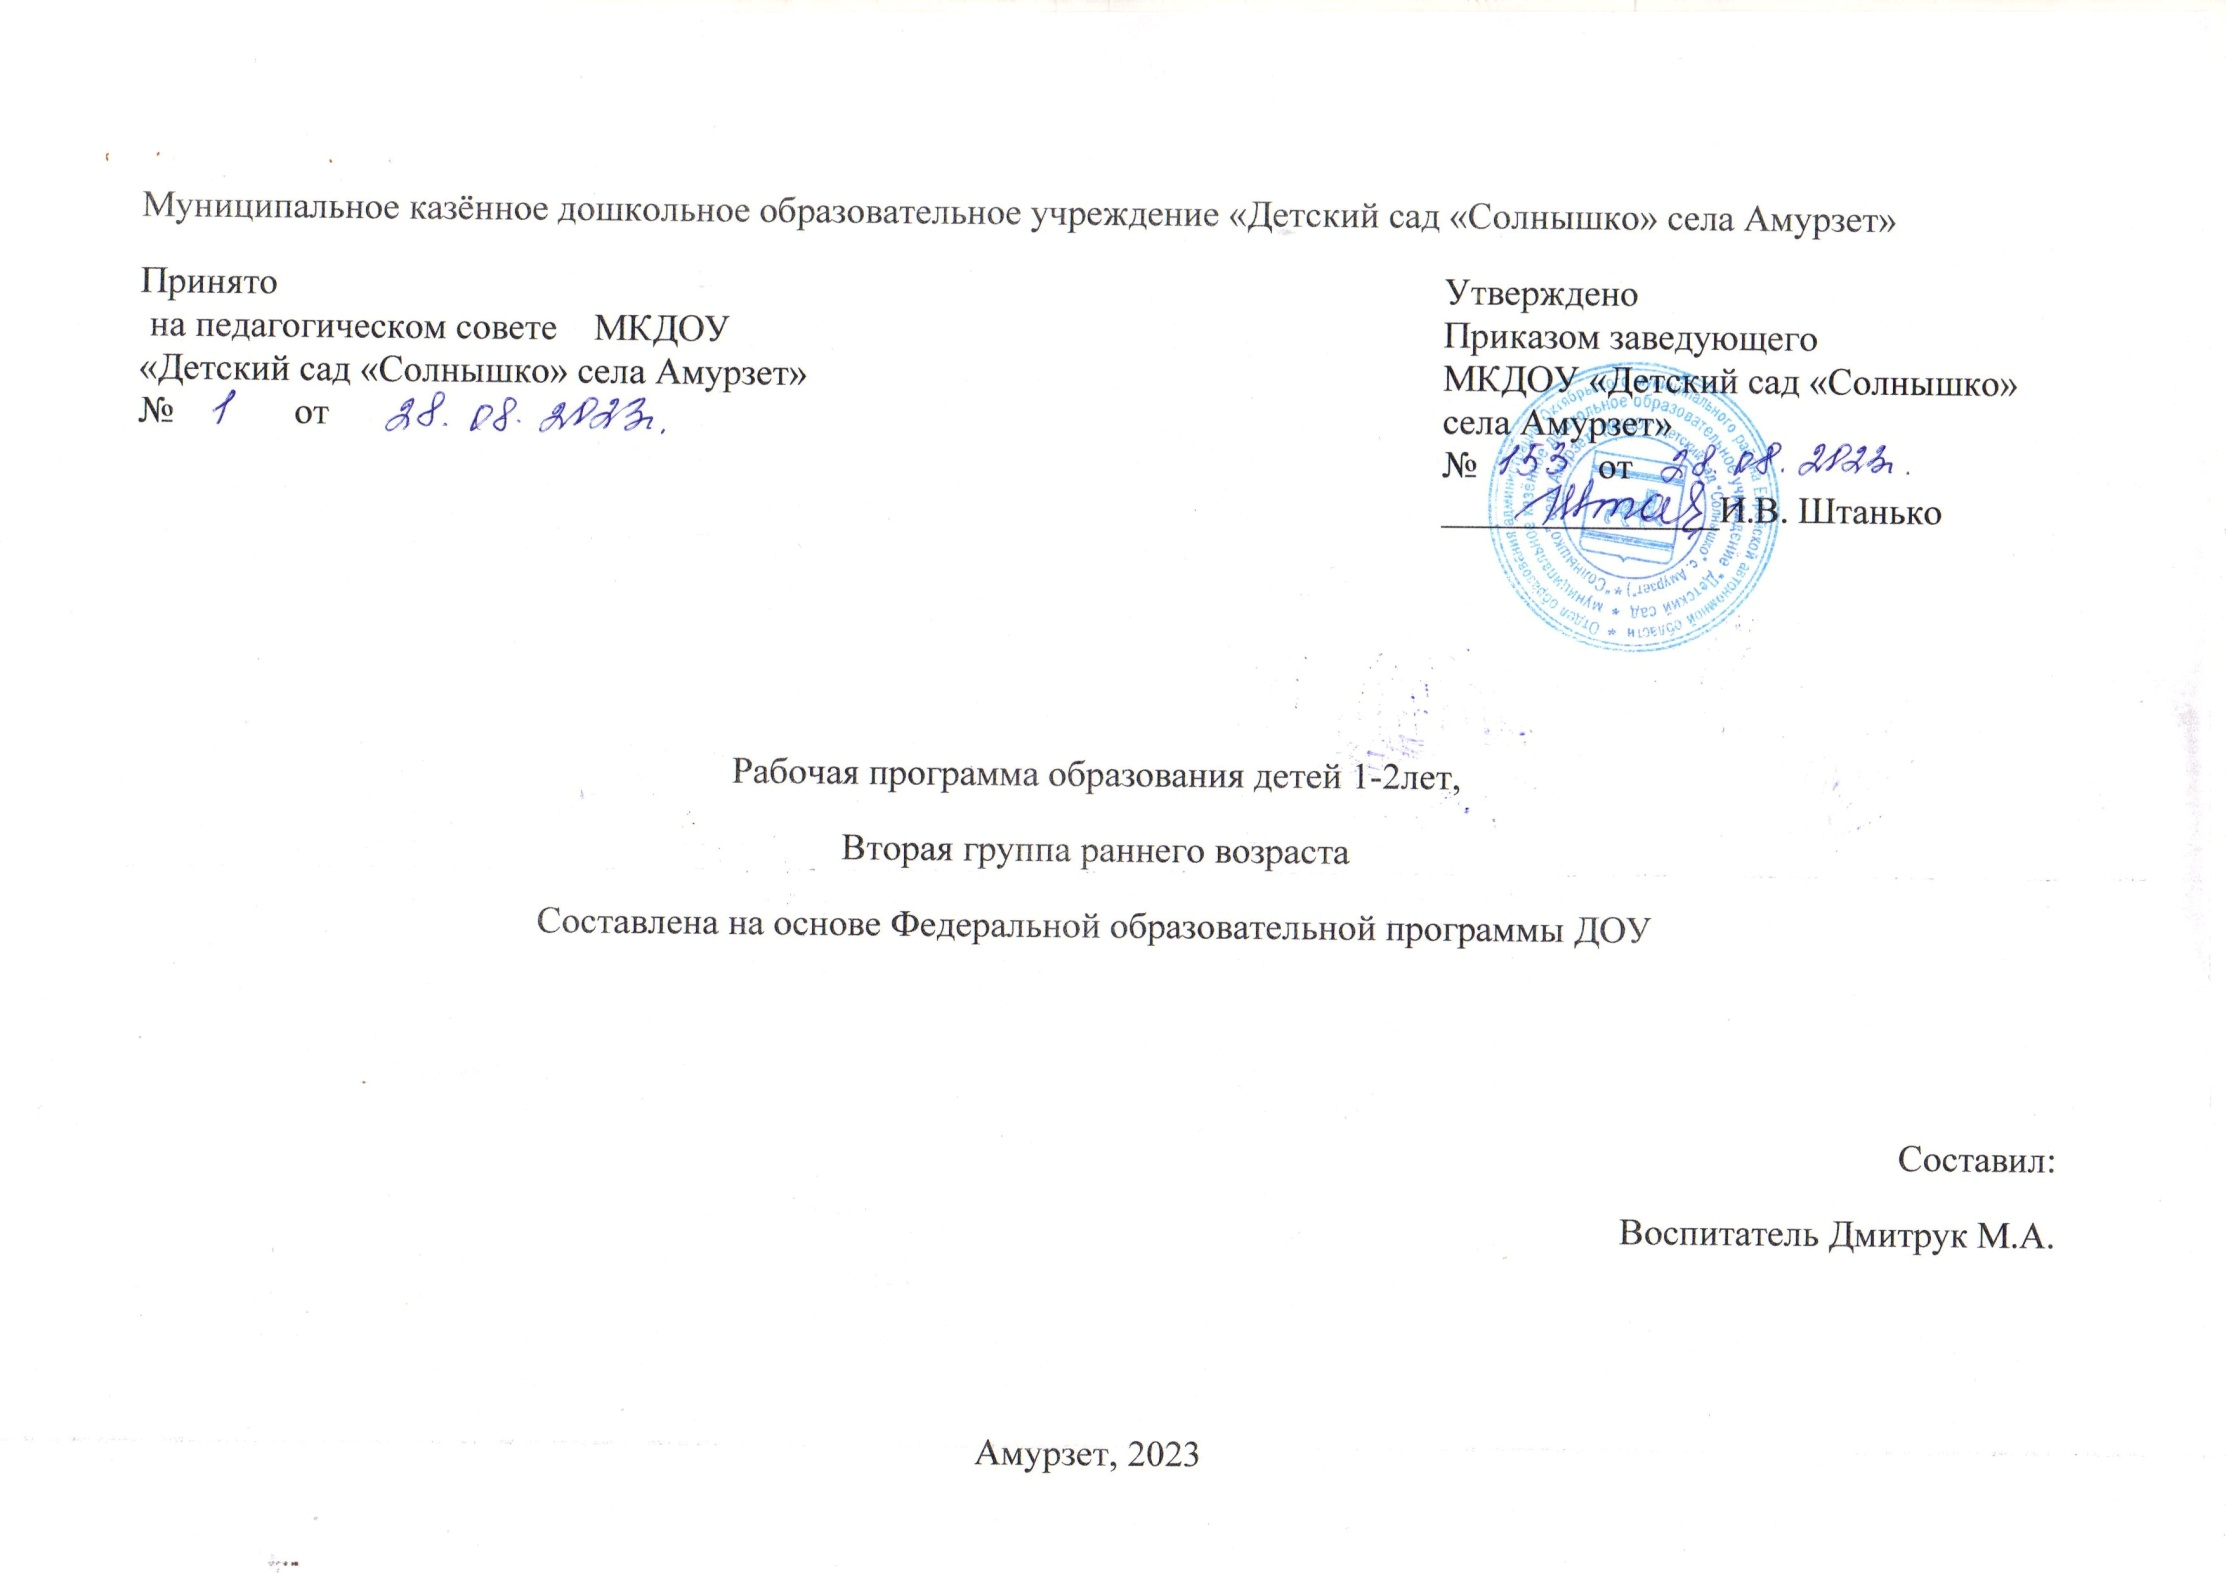 Муниципальное казённое дошкольное образовательное учреждение «Детский сад «Солнышко» села Амурзет»
Принято
на педагогическом совете МКДОУ
«Детский сад «Солнышко» села Амурзет»
№ 1 от 28.08.2023г.
Утверждено
Приказом заведующего
МКДОУ «Детский сад «Солнышко»
села Амурзет»
№ 153 от 28.08.2023г.
И.В. Штанько
Рабочая программа образования детей 1-2лет,
Вторая группа раннего возраста
Составлена на основе Федеральной образовательной программы ДОУ
Составил:
Воспитатель Дмитрук М.А.
Амурзет, 2023